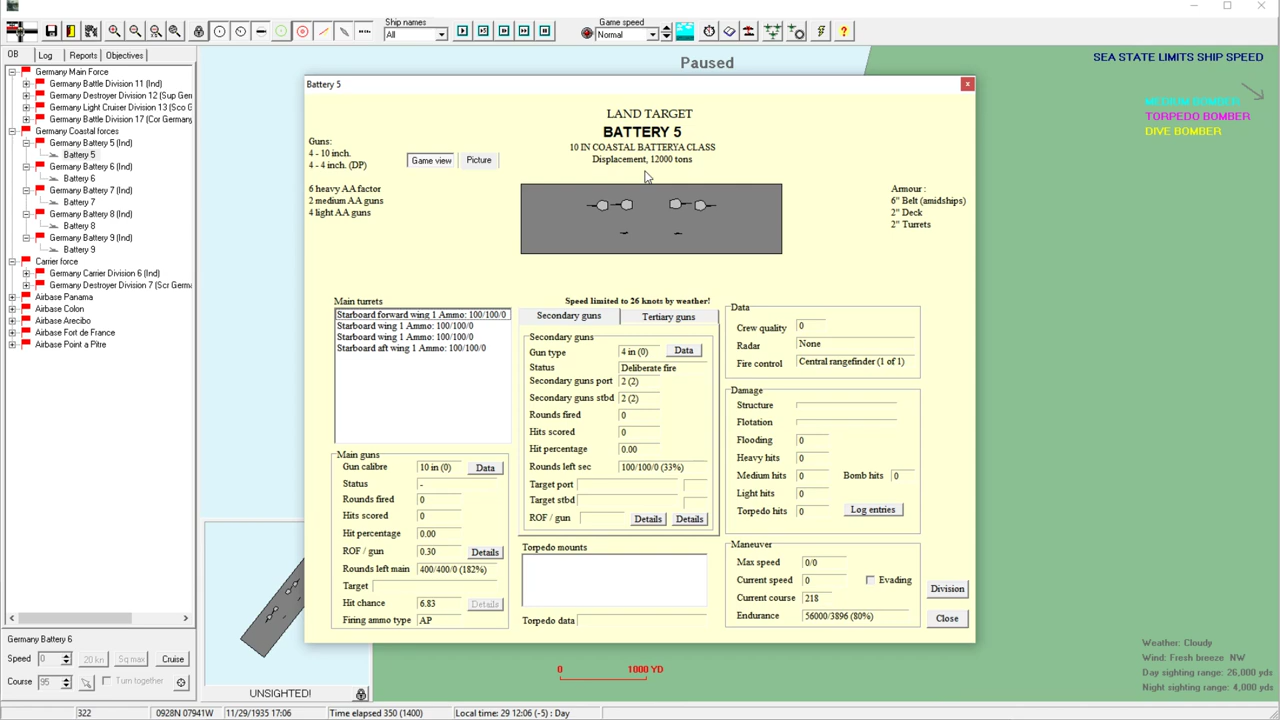 Ship names
All
Game speed
Normal
OB
Log
Reports
Objectives
Paused
SEA STATE LIMITS SHIP SPEED
MEDIUM BOMBER
TORPEDO BOMBER
DIVE BOMBER
Germany Main Force
Germany Battle Division 11 (Ind)
Germany Destroyer Division 12 (Sup Gern
Germany Light Cruiser Division 13 (Sco G
Germany Battle Division 17 (Cor Germany
Germany Coastal forces
Germany Battery 5 (Ind)
Battery 5
Germany Battery 6 (Ind)
Battery 6
Germany Battery 7 (Ind)
Battery 7
Germany Battery 8 (Ind)
Battery 8
Germany Battery 9 (Ind)
Battery 9
Carrier force
Germany Carrier Division 6 (Ind)
Germany Destroyer Division 7 (Scr Germa
Airbase Panama
Airbase Colon
Airbase Arecibo
Airbase Fort de France
Airbase Point a Pitre
Germany Battery 6
Speed 0 20 kn Sq max Cruise
Course 95 Turn together
UNSIGHTED!
Battery 5
x
LAND TARGET
BATTERY 5
10 IN COASTAL BATTERYA CLASS
Displacement, 12000 tons
Guns:
4 - 10 inch.
4 - 4 inch. (DP)
Game view
Picture
6 heavy AA factor
2 medium AA guns
4 light AA guns
Armour :
6" Belt (amidships)
2" Deck
2" Turrets
Main turrets
Starboard forward wing 1 Ammo: 100/100/0
Starboard wing 1 Ammo: 100/100/0
Starboard wing 1 Ammo: 100/100/0
Starboard aft wing 1 Ammo: 100/100/0
Main guns
Gun calibre 10 in (0) Data
Status -
Rounds fired 0
Hits scored 0
Hit percentage 0.00
ROF / gun 0.30 Details
Rounds left main 400/400/0 (182%)
Target
Hit chance 6.83 Details
Firing ammo type AP
Speed limited to 26 knots by weather!
Secondary guns
Tertiary guns
Secondary guns
Gun type 4 in (0) Data
Status Deliberate fire
Secondary guns port 2 (2)
Secondary guns stbd 2 (2)
Rounds fired 0
Hits scored 0
Hit percentage 0.00
Rounds left sec 100/100/0 (33%)
Target port
Target stbd
ROF / gun Details Details
Torpedo mounts
Torpedo data
Data
Crew quality 0
Radar None
Fire control Central rangefinder (1 of 1)
Damage
Structure
Flotation
Flooding 0
Heavy hits 0
Medium hits 0 Bomb hits 0
Light hits 0
Torpedo hits 0 Log entries
Maneuver
Max speed 0/0
Current speed 0 Evading
Current course 218
Endurance 56000/3896 (80%)
Division
Close
0 1000 YD
Weather: Cloudy
Wind: Fresh breeze NW
Day sighting range: 26,000 yds
Night sighting range: 4,000 yds
322 0928N 07941W 11/29/1935 17:06 Time elapsed 350 (1400) Local time: 29 12:06 (-5) : Day